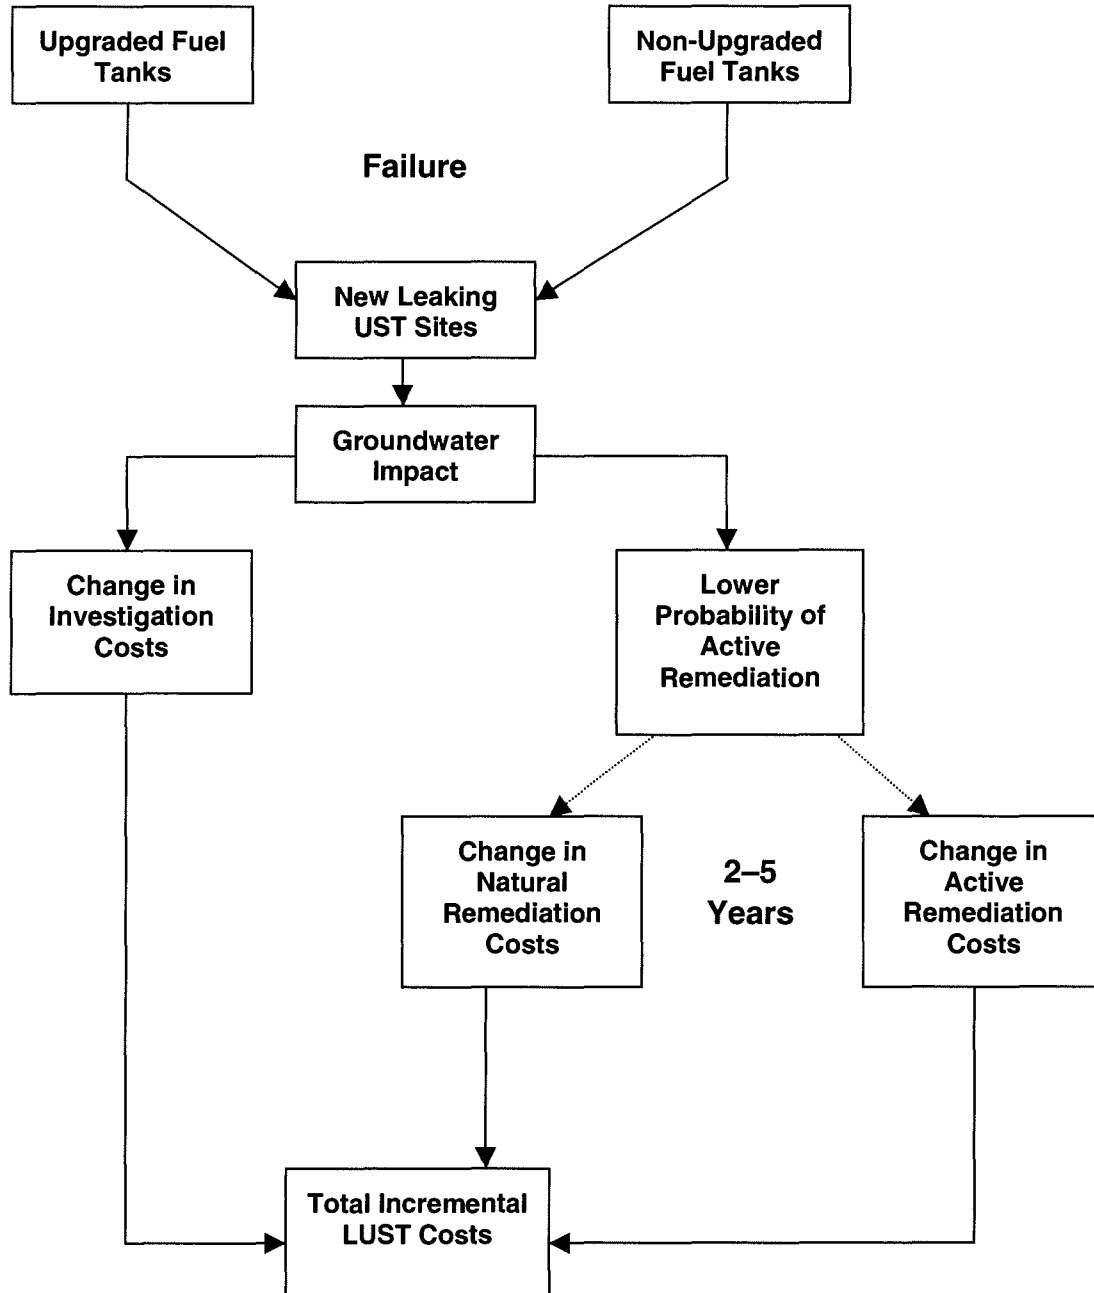 Upgraded Fuel
Tanks
Non-Upgraded
Fuel Tanks
Failure
New Leaking
UST Sites
Groundwater
Impact
Change in
Investigation
Costs
Lower
Probability of
Active
Remediation
Change in
Natural
Remediation
Costs
2–5
Years
Change in
Active
Remediation
Costs
Total Incremental
LUST Costs